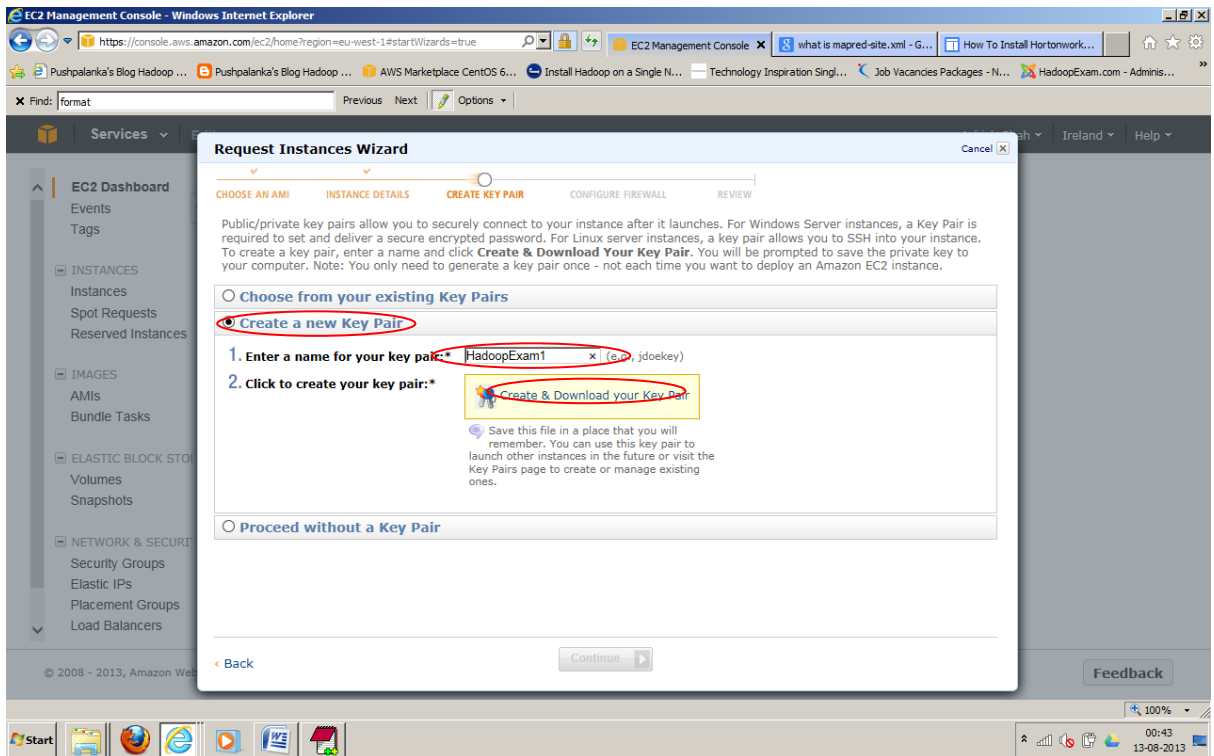 EC2 Management Console - Windows Internet Explorer
https://console.aws.amazon.com/ec2/home?region=eu-west-1#startWizards=true
EC2 Management Console
what is mapred-site.xml - G...
How To Install Hortonwork...
Pushpalanka's Blog Hadoop ...
Pushpalanka's Blog Hadoop ...
AWS Marketplace CentOS 6...
Install Hadoop on a Single N...
Technology Inspiration Singl...
Job Vacancies Packages - N...
HadoopExam.com - Adminis...
x Find: format Previous Next Options
Services
Ireland Help
Request Instances Wizard
Cancel
CHOOSE AN AMI INSTANCE DETAILS CREATE KEY PAIR CONFIGURE FIREWALL REVIEW
Public/private key pairs allow you to securely connect to your instance after it launches. For Windows Server instances, a Key Pair is
required to set and deliver a secure encrypted password. For Linux server instances, a key pair allows you to SSH into your instance.
To create a key pair, enter a name and click Create & Download Your Key Pair. You will be prompted to save the private key to
your computer. Note: You only need to generate a key pair once - not each time you want to deploy an Amazon EC2 instance.
Choose from your existing Key Pairs
Create a new Key Pair
1. Enter a name for your key pair:* HadoopExam1 x (e.g., jdoekey)
2. Click to create your key pair:*
Create & Download your Key Pair
Save this file in a place that you will
remember. You can use this key pair to
launch other instances in the future or visit the
Key Pairs page to create or manage existing
ones.
Proceed without a Key Pair
< Back
Continue
EC2 Dashboard
Events
Tags
INSTANCES
Instances
Spot Requests
Reserved Instances
IMAGES
AMIs
Bundle Tasks
ELASTIC BLOCK STO
Volumes
Snapshots
NETWORK & SECURI
Security Groups
Elastic IPs
Placement Groups
Load Balancers
© 2008 - 2013, Amazon Web
Feedback
100%
Start
00:43
13-08-2013